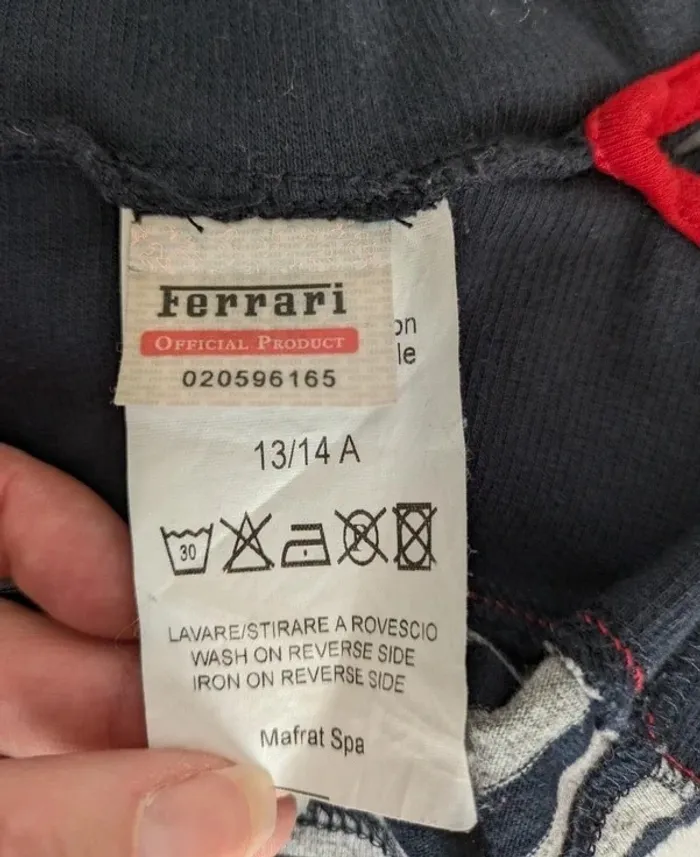 Ferrari
OFFICIAL PRODUCT
020596165
13/14 A
30
P
LAVARE/STIRARE A ROVESCIO
WASH ON REVERSE SIDE
IRON ON REVERSE SIDE
Mafrat Spa